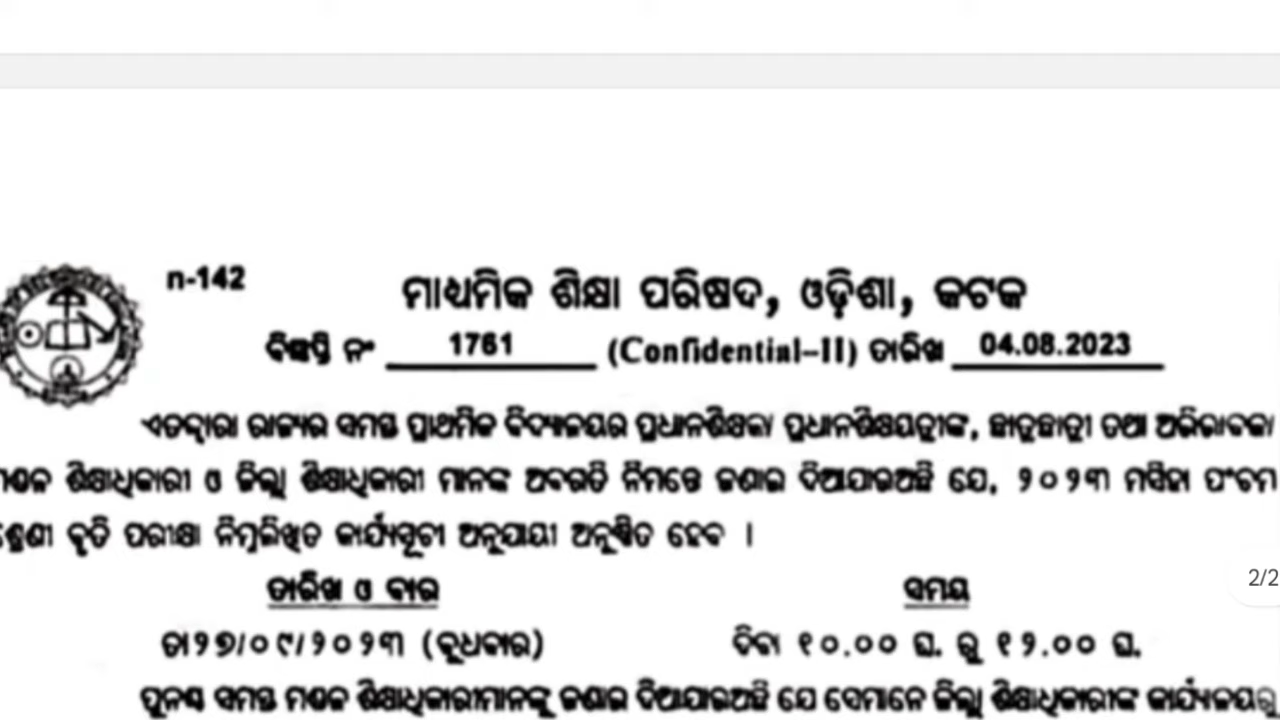 n-142
ମାଧ୍ୟମିକ ଶିକ୍ଷା ପରିଷଦ, ଓଡ଼ିଶା, କଟକ
ବିଜ୍ଞପ୍ତି ନଂ 1761 (Confidential–II) ତାରିଖ 04.08.2023
ଏତଦ୍ୱାରା ରାଜ୍ୟର ସମସ୍ତ ପ୍ରାଥମିକ ବିଦ୍ୟାଳୟର ପ୍ରଧାନଶିକ୍ଷକ/ ପ୍ରଧାନଶିକ୍ଷୟତ୍ରୀଙ୍କ, ଛାତ୍ରଛାତ୍ରୀ ତଥା ଅଭିଭାବକ/
ମଣ୍ଡଳ ଶିକ୍ଷାଧିକାରୀ ଓ ଜିଲ୍ଲା ଶିକ୍ଷାଧିକାରୀ ମାନଙ୍କ ଅବଗତି ନିମନ୍ତେ ଜଣାଇ ଦିଆଯାଉଅଛି ଯେ, ୨୦୨୩ ମସିହା ପଂଚମ
ଶ୍ରେଣୀ କୃତି ପରୀକ୍ଷା ନିମ୍ନଲିଖିତ କାର୍ଯ୍ୟସୂଚୀ ଅନୁଯାୟୀ ଅନୁଷ୍ଠିତ ହେବ ।
ତାରିଖ ଓ ବାର ସମୟ
2/2
ତା୨୭/୦୯/୨୦୨୩ (ବୁଧବାର) ଦିବା ୧୦.୦୦ ଘ. ରୁ ୧୨.୦୦ ଘ.
ପୁନଶ୍ଚ ସମସ୍ତ ମଣ୍ଡଳ ଶିକ୍ଷାଧିକାରୀମାନଙ୍କୁ ଜଣାଇ ଦିଆଯାଉଅଛି ଯେ ସେମାନେ ଜିଲ୍ଲା ଶିକ୍ଷାଧିକାରୀଙ୍କ କାର୍ଯ୍ୟାଳୟରୁ